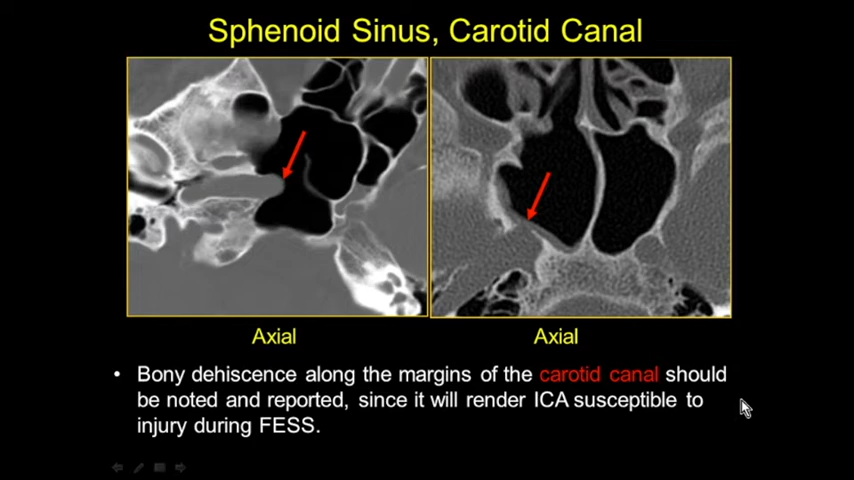 Sphenoid Sinus, Carotid Canal
Axial
Axial
• Bony dehiscence along the margins of the carotid canal should
be noted and reported, since it will render ICA susceptible to
injury during FESS.